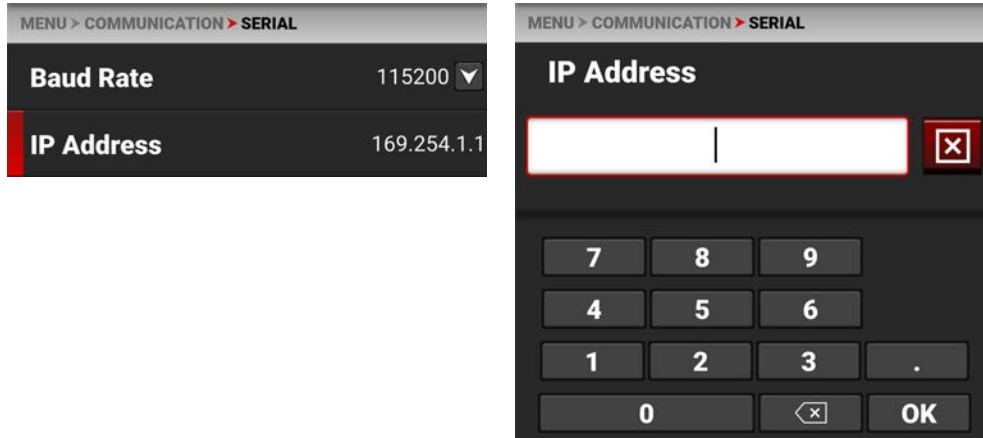 MENU > COMMUNICATION > SERIAL
Baud Rate 115200
IP Address 169.254.1.1
MENU > COMMUNICATION > SERIAL
IP Address
7 8 9
4 5 6
1 2 3 .
0 OK